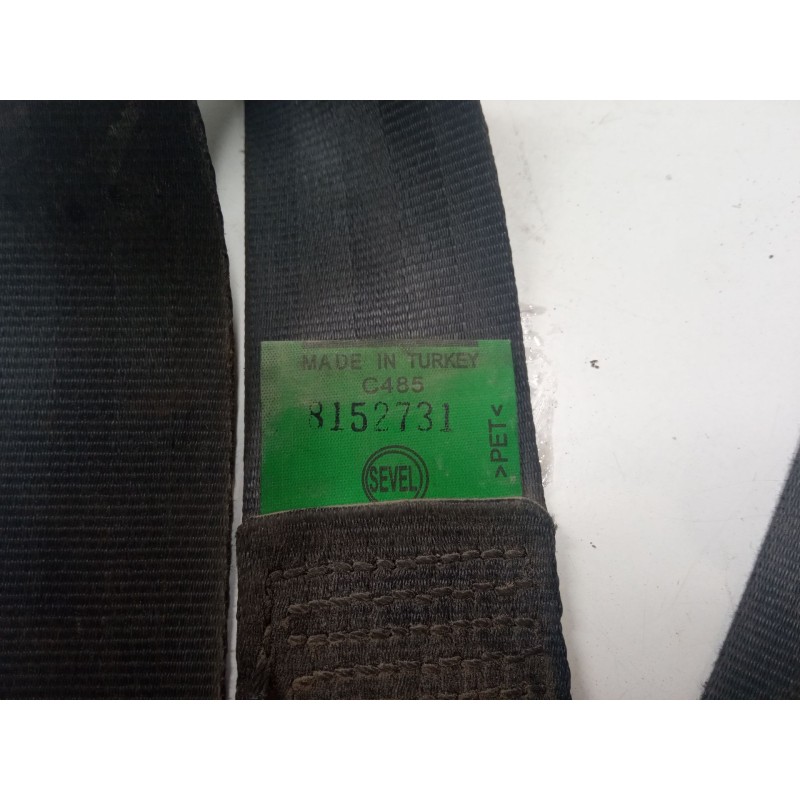 MADE IN TURKEY
C485
8152731
>PET<
SEVEL